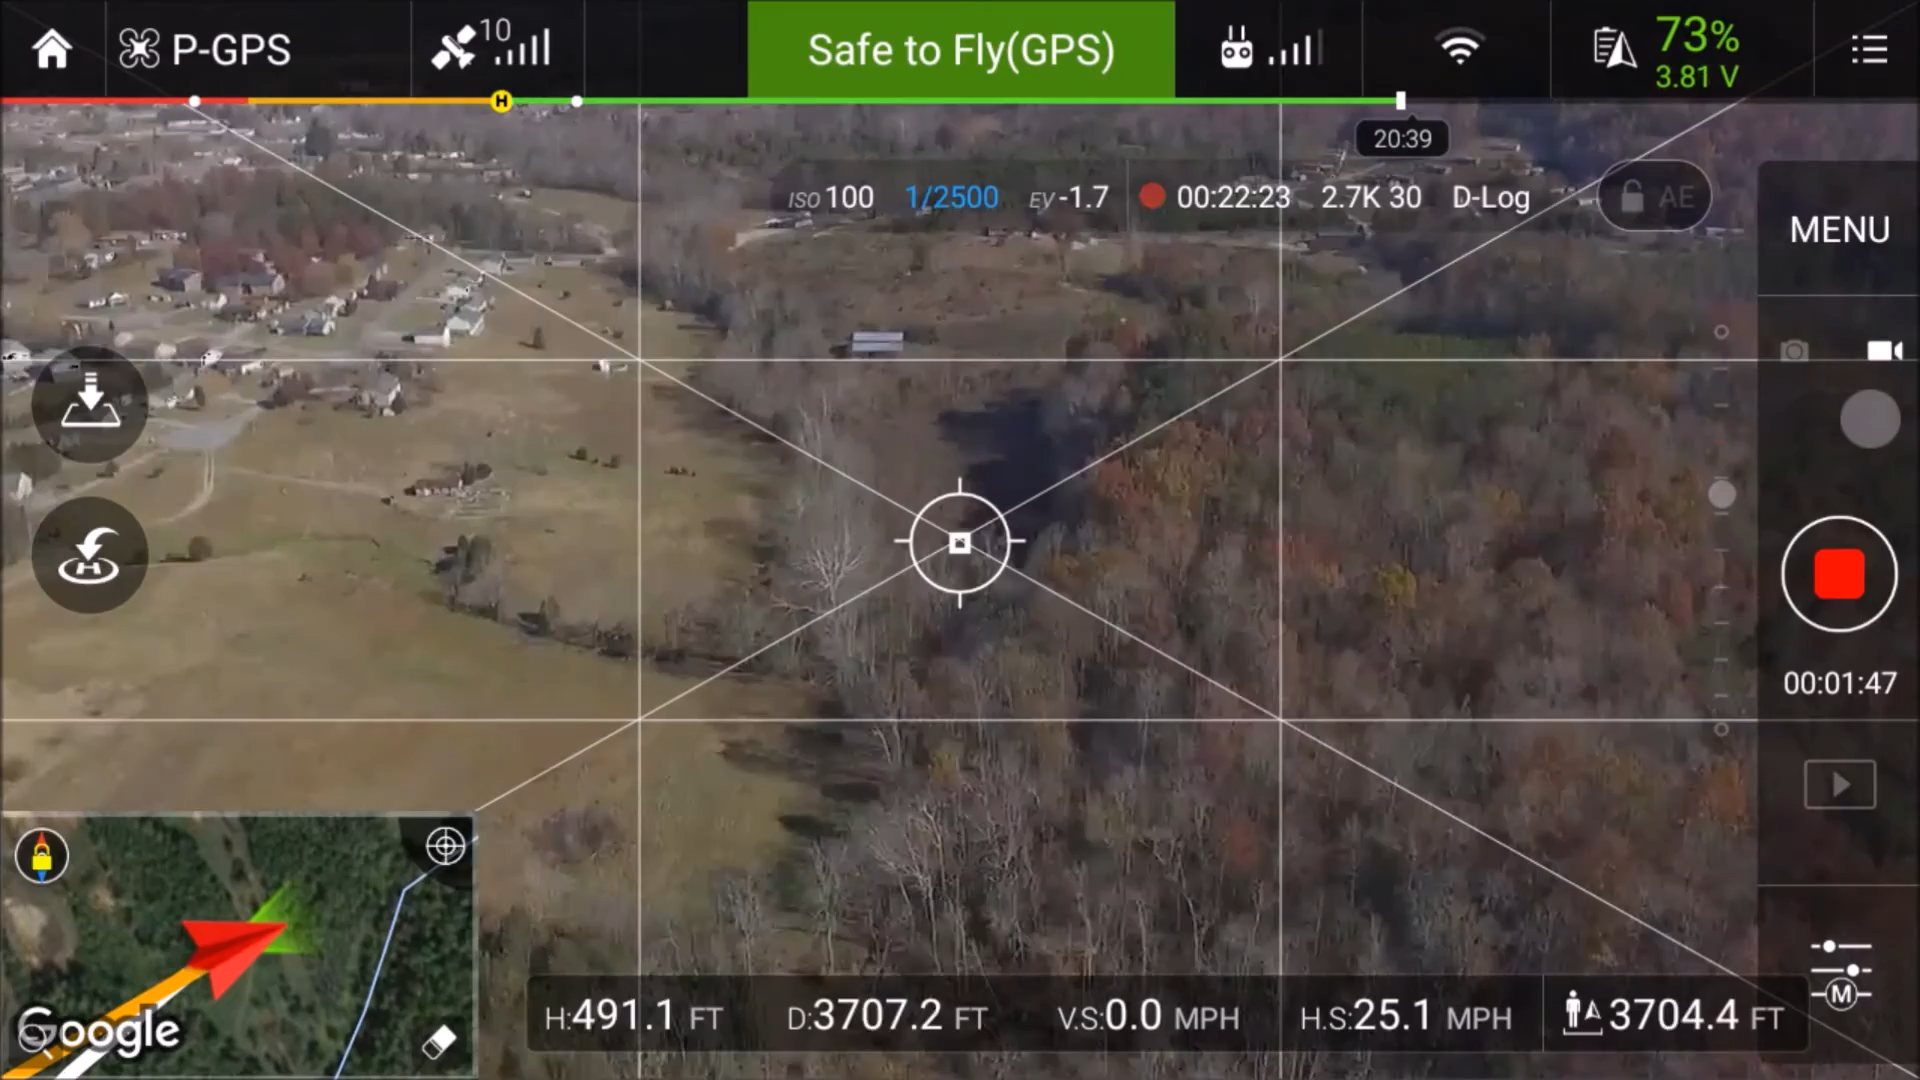 P-GPS
10
Safe to Fly(GPS)
73%
3.81 V
H
20:39
ISO 100 1/2500 EV -1.7 00:22:23 2.7K 30 D-Log AE
MENU
H
00:01:47
M
Google
H:491.1 FT D:3707.2 FT V.S:0.0 MPH H.S:25.1 MPH 3704.4 FT